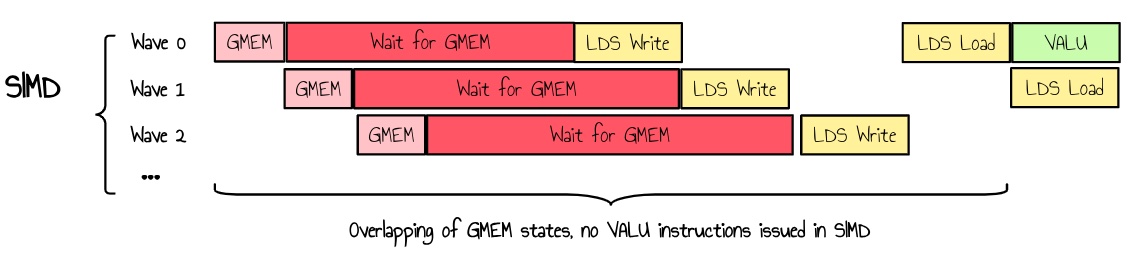 Wave 0 GMEM Wait for GMEM LDS Write LDS Load VALU
SIMD Wave 1 GMEM Wait for GMEM LDS Write LDS Load
Wave 2 GMEM Wait for GMEM LDS Write
...
Overlapping of GMEM states, no VALU instructions issued in SIMD